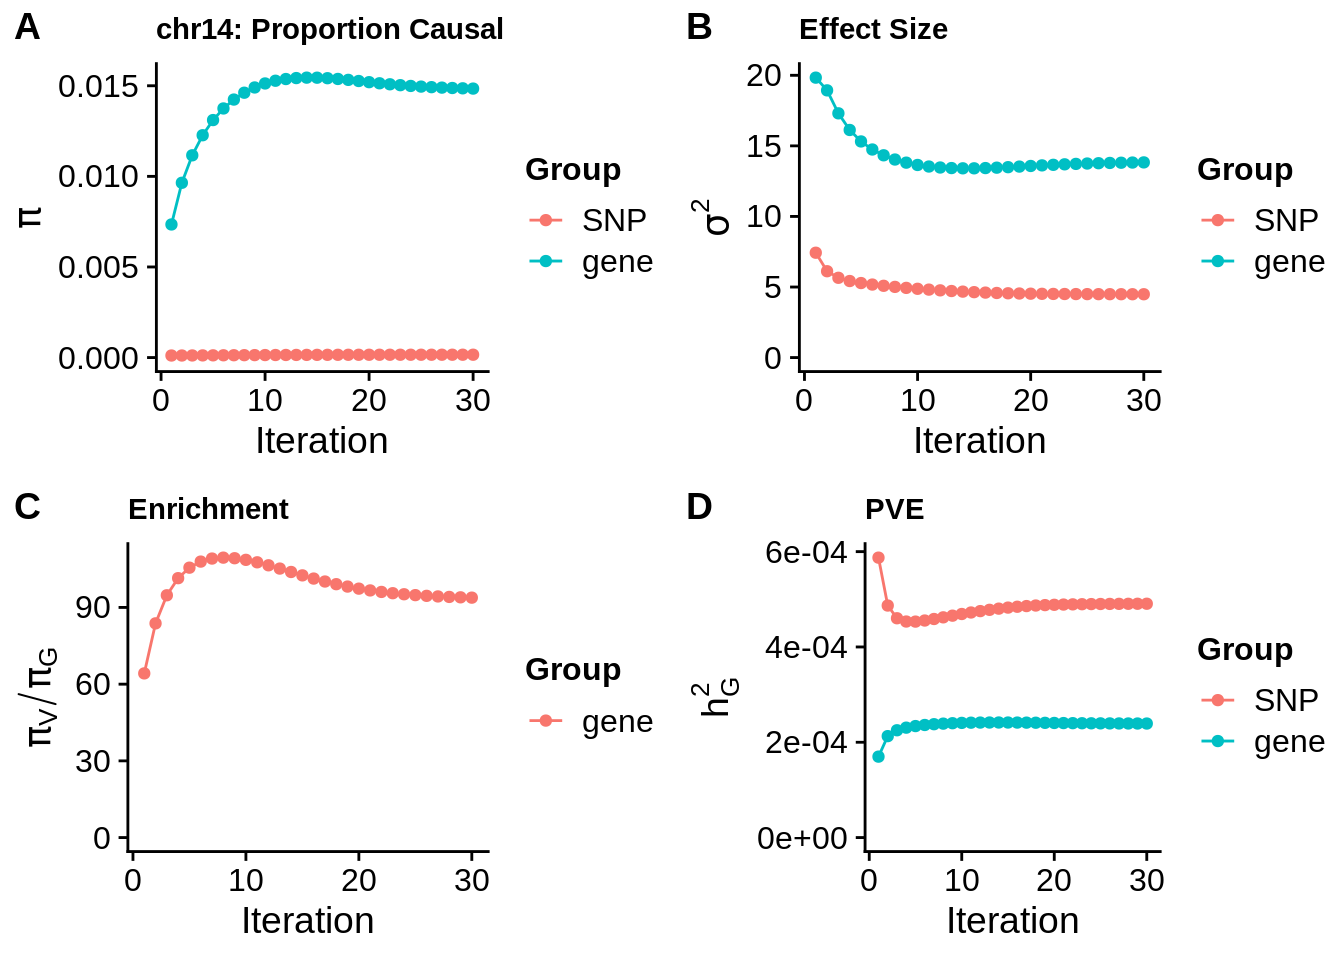 A
chr14: Proportion Causal
0.015
0.010
0.005
0.000
π
0 10 20 30
Iteration
Group
SNP
gene
B
Effect Size
20
15
10
5
0
σ²
0 10 20 30
Iteration
Group
SNP
gene
C
Enrichment
90
60
30
0
π_V/π_G
0 10 20 30
Iteration
Group
gene
D
PVE
6e-04
4e-04
2e-04
0e+00
h²_G
0 10 20 30
Iteration
Group
SNP
gene